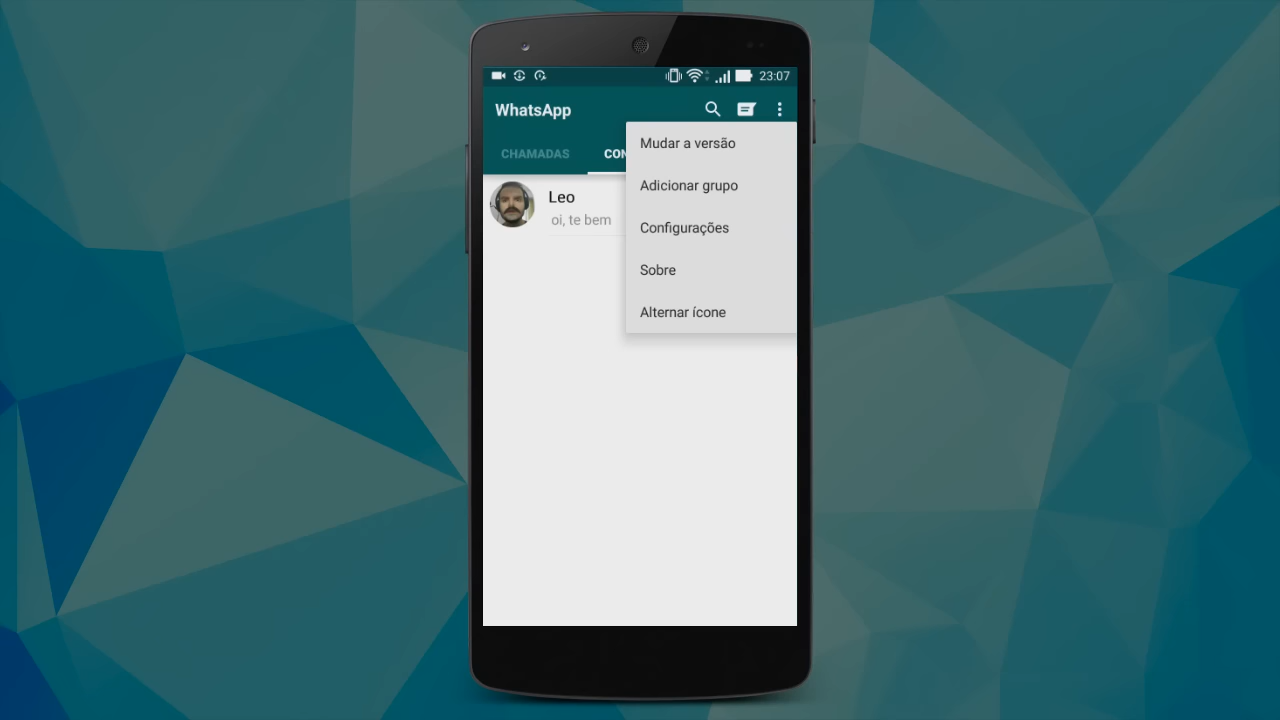 23:07
WhatsApp
CHAMADAS CON
Mudar a versão
Adicionar grupo
Configurações
Sobre
Alternar ícone
Leo
oi, te bem